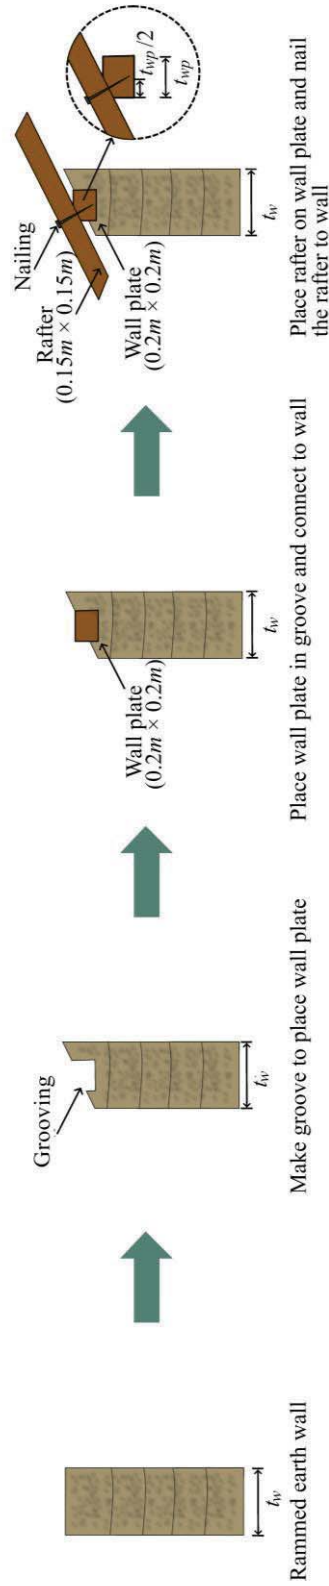 t_w
Rammed earth wall
Grooving
t_w
Make groove to place wall plate
Wall plate
(0.2m × 0.2m)
t_w
Place wall plate in groove and connect to wall
Nailing
Rafter
(0.15m × 0.15m)
Wall plate
(0.2m × 0.2m)
t_wp/2
t_wp
t_w
Place rafter on wall plate and nail
the rafter to wall